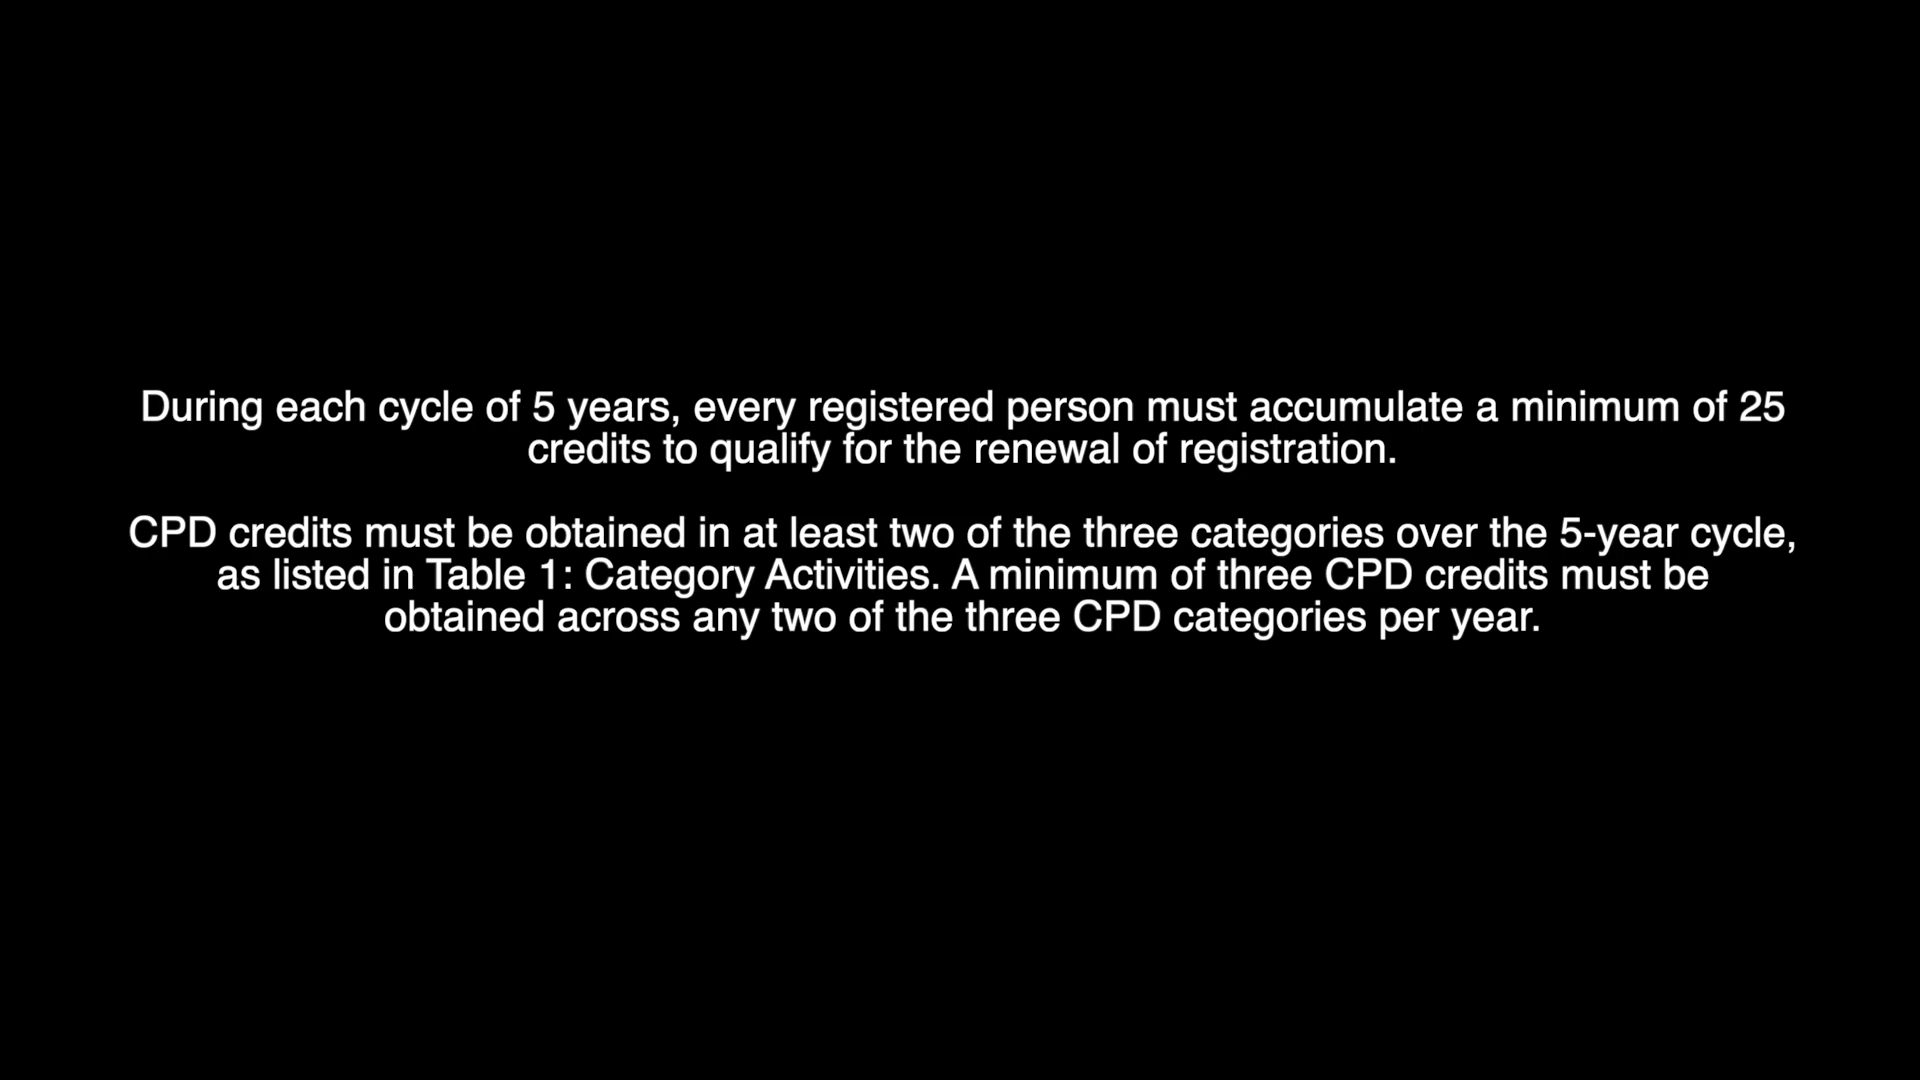 During each cycle of 5 years, every registered person must accumulate a minimum of 25
credits to qualify for the renewal of registration.
CPD credits must be obtained in at least two of the three categories over the 5-year cycle,
as listed in Table 1: Category Activities. A minimum of three CPD credits must be
obtained across any two of the three CPD categories per year.